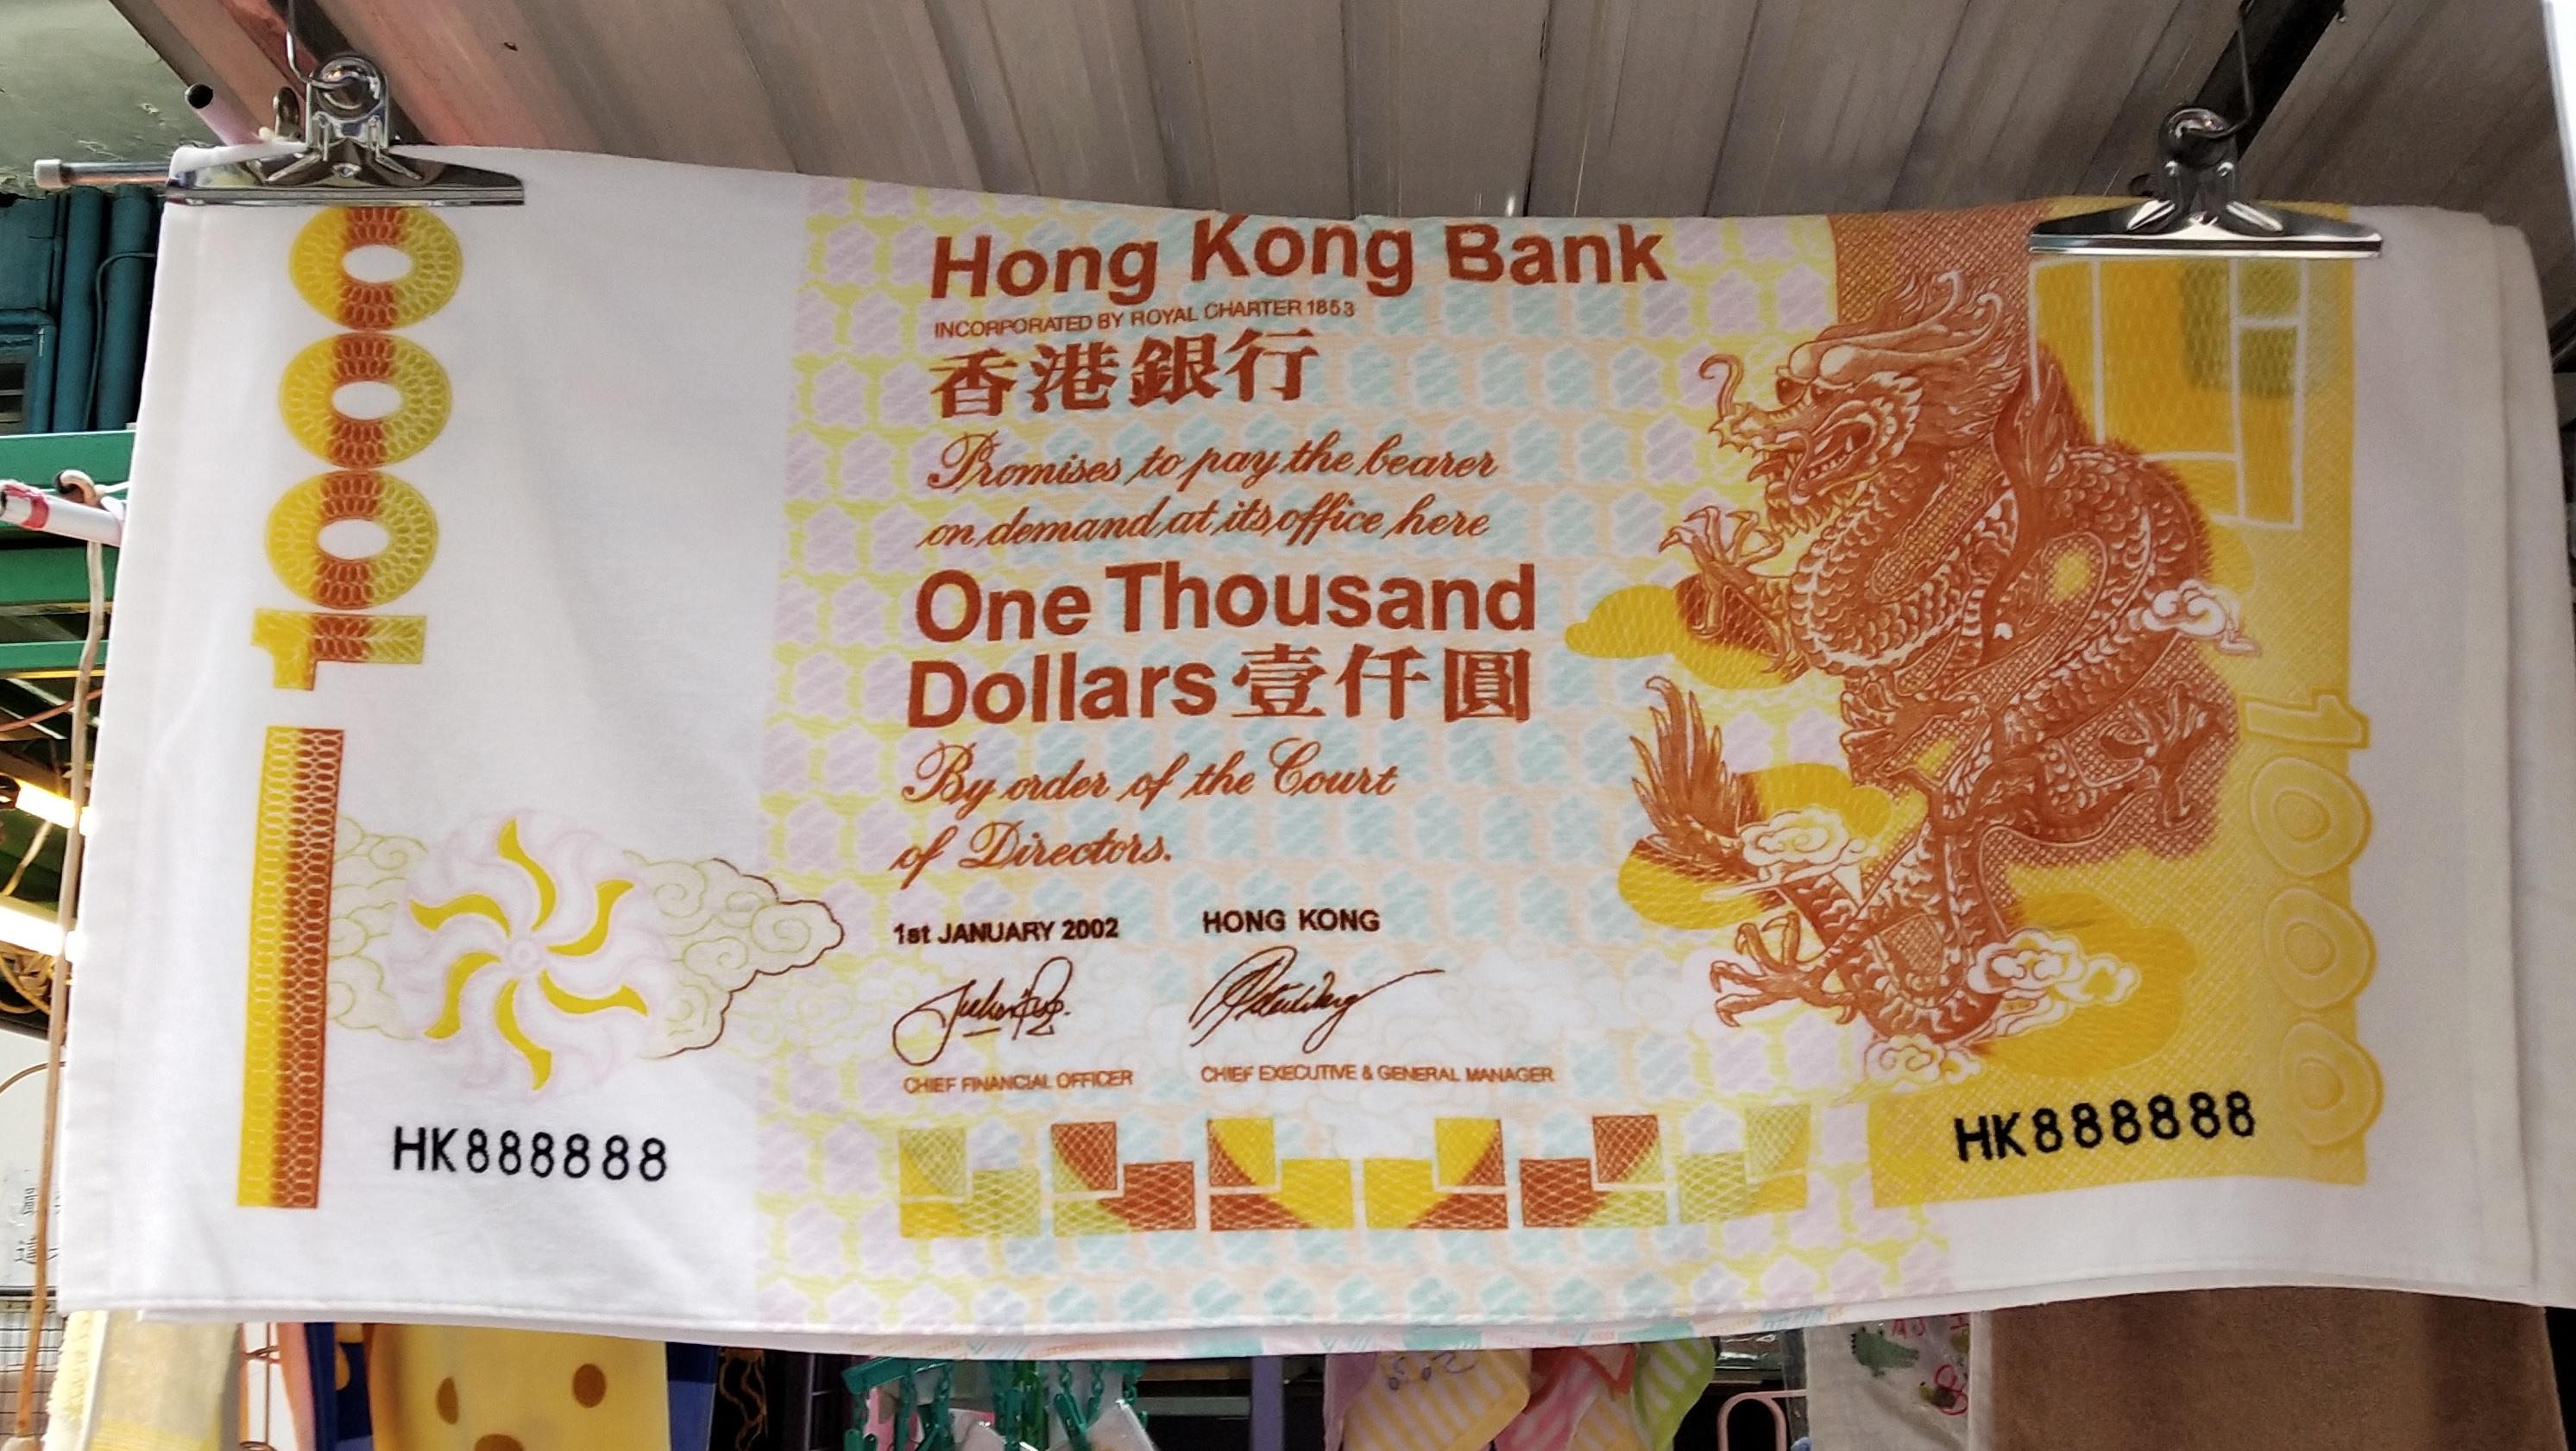 1000
Hong Kong Bank
INCORPORATED BY ROYAL CHARTER 1853
香港銀行
Promises to pay the bearer
on demand at its office here
One Thousand
Dollars 壹仟圓
By order of the Court
of Directors.
1st JANUARY 2002 HONG KONG
CHIEF FINANCIAL OFFICER CHIEF EXECUTIVE & GENERAL MANAGER
1000
HK888888
HK888888